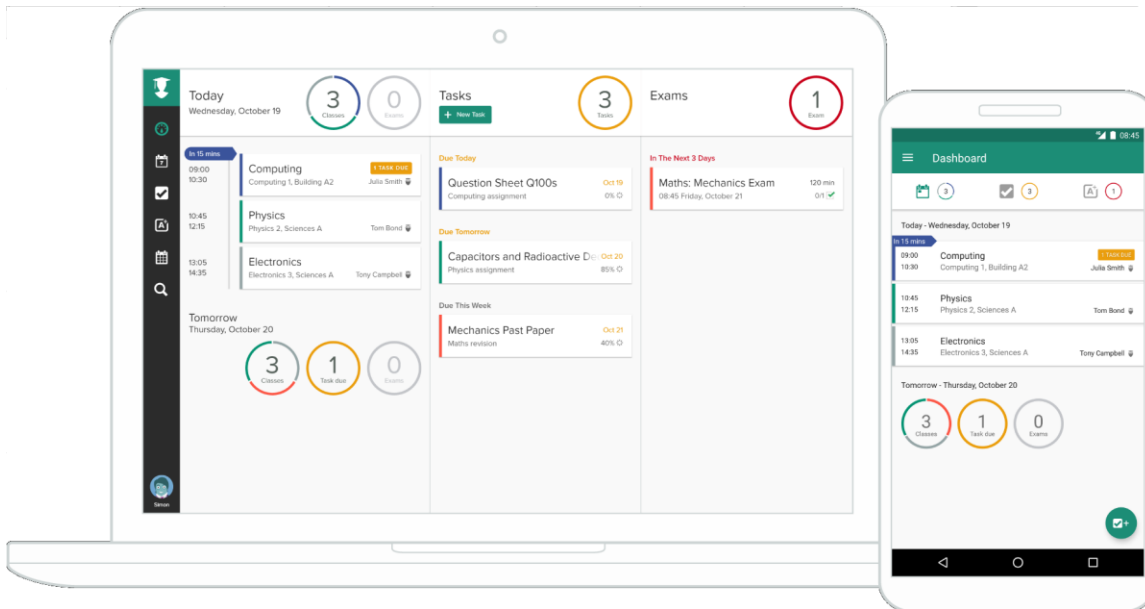 Today
Wednesday, October 19
3
Classes
0
Exams
In 15 mins
09:00
10:30
Computing
1 TASK DUE
Computing 1, Building A2
Julia Smith
10:45
12:15
Physics
Physics 2, Sciences A
Tom Bond
13:05
14:35
Electronics
Electronics 3, Sciences A
Tony Campbell
Tomorrow
Thursday, October 20
3
Classes
1
Task due
0
Exams
Simon
Tasks
+ New Task
3
Tasks
Due Today
Question Sheet Q100s
Oct 19
Computing assignment
0%
Due Tomorrow
Capacitors and Radioactive De
Oct 20
Physics assignment
85%
Due This Week
Mechanics Past Paper
Oct 21
Maths revision
40%
Exams
1
Exam
In The Next 3 Days
Maths: Mechanics Exam
120 min
08:45 Friday, October 21
0/1
08:45
Dashboard
3
3
1
Today - Wednesday, October 19
In 15 mins
09:00
10:30
Computing
1 TASK DUE
Computing 1, Building A2
Julia Smith
10:45
12:15
Physics
Physics 2, Sciences A
Tom Bond
13:05
14:35
Electronics
Electronics 3, Sciences A
Tony Campbell
Tomorrow - Thursday, October 20
3
Classes
1
Task due
0
Exams